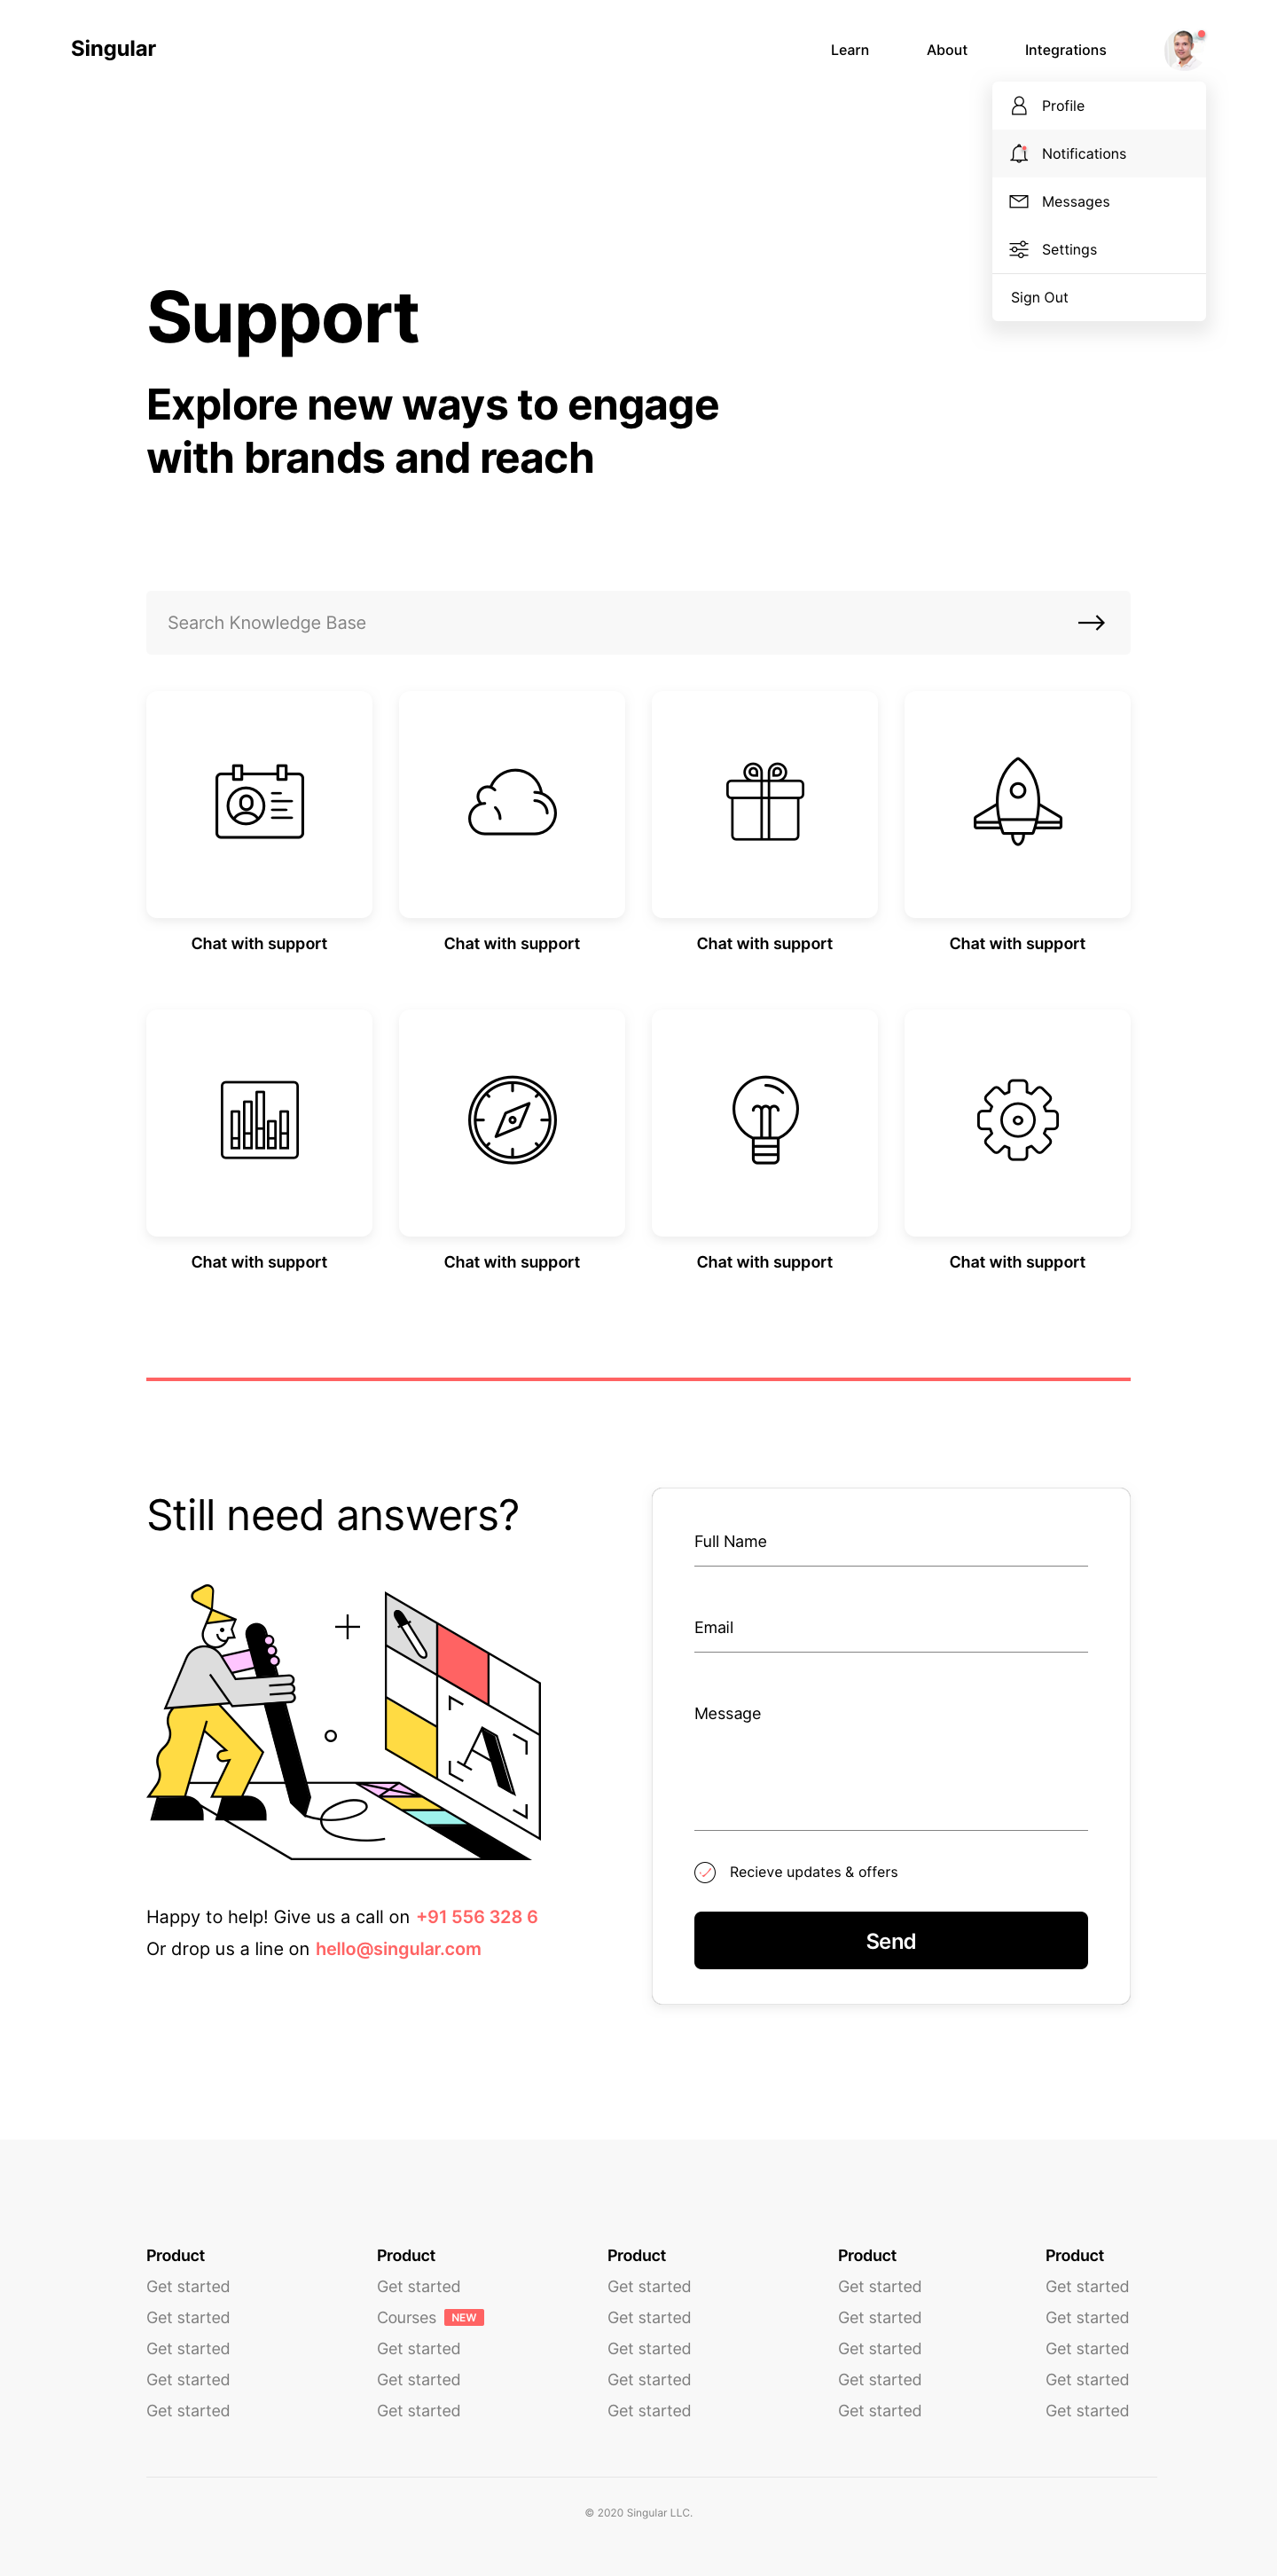 Singular
Learn
About
Integrations
Profile
Notifications
Messages
Settings
Sign Out
Support
Explore new ways to engage
with brands and reach
Search Knowledge Base
Chat with support
Chat with support
Chat with support
Chat with support
Chat with support
Chat with support
Chat with support
Chat with support
Still need answers?
A
Happy to help! Give us a call on +91 556 328 6
Or drop us a line on hello@singular.com
Full Name
Email
Message
Recieve updates & offers
Send
Product
Get started
Get started
Get started
Get started
Get started
Product
Get started
Courses NEW
Get started
Get started
Get started
Product
Get started
Get started
Get started
Get started
Get started
Product
Get started
Get started
Get started
Get started
Get started
Product
Get started
Get started
Get started
Get started
Get started
© 2020 Singular LLC.